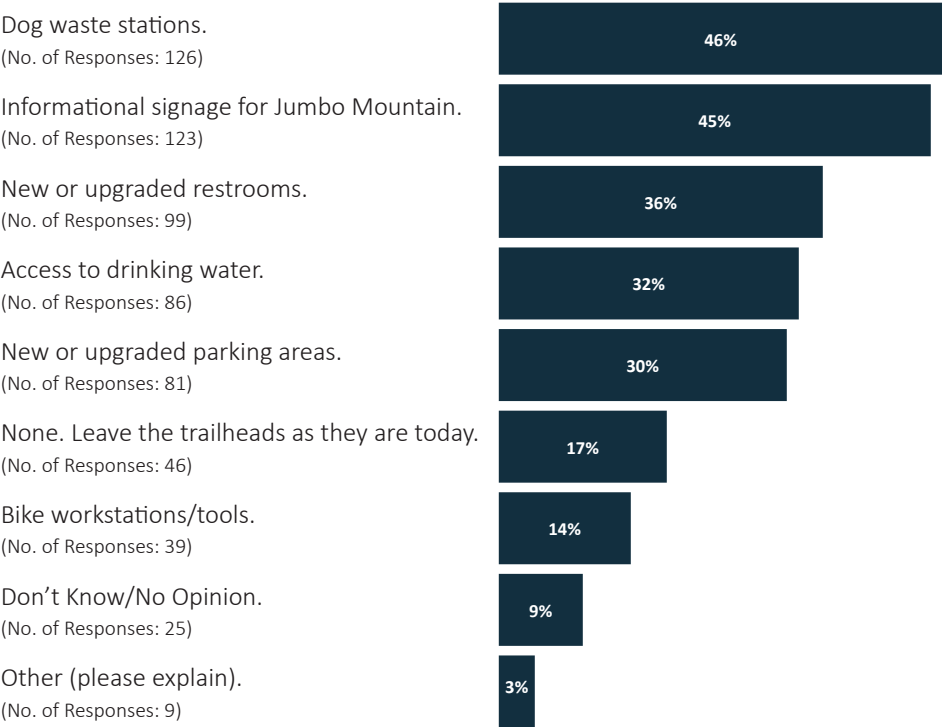 Dog waste stations.
(No. of Responses: 126)
46%
Informational signage for Jumbo Mountain.
(No. of Responses: 123)
45%
New or upgraded restrooms.
(No. of Responses: 99)
36%
Access to drinking water.
(No. of Responses: 86)
32%
New or upgraded parking areas.
(No. of Responses: 81)
30%
None. Leave the trailheads as they are today.
(No. of Responses: 46)
17%
Bike workstations/tools.
(No. of Responses: 39)
14%
Don’t Know/No Opinion.
(No. of Responses: 25)
9%
Other (please explain).
(No. of Responses: 9)
3%